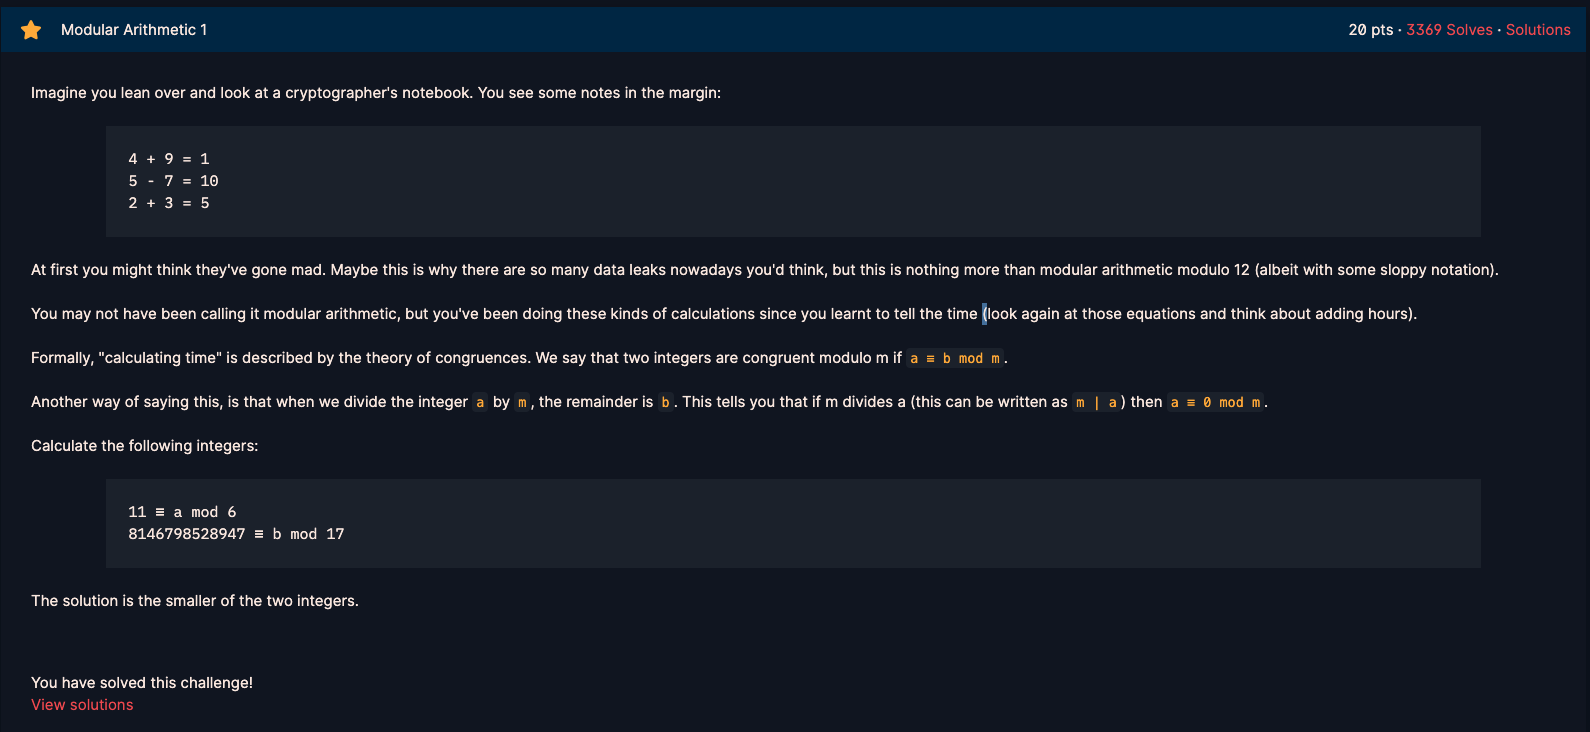 Modular Arithmetic 1
20 pts · 3369 Solves · Solutions
Imagine you lean over and look at a cryptographer's notebook. You see some notes in the margin:
4 + 9 = 1
5 - 7 = 10
2 + 3 = 5
At first you might think they've gone mad. Maybe this is why there are so many data leaks nowadays you'd think, but this is nothing more than modular arithmetic modulo 12 (albeit with some sloppy notation).
You may not have been calling it modular arithmetic, but you've been doing these kinds of calculations since you learnt to tell the time (look again at those equations and think about adding hours).
Formally, "calculating time" is described by the theory of congruences. We say that two integers are congruent modulo m if a ≡ b mod m.
Another way of saying this, is that when we divide the integer a by m, the remainder is b. This tells you that if m divides a (this can be written as m | a) then a ≡ 0 mod m.
Calculate the following integers:
11 ≡ a mod 6
8146798528947 ≡ b mod 17
The solution is the smaller of the two integers.
You have solved this challenge!
View solutions